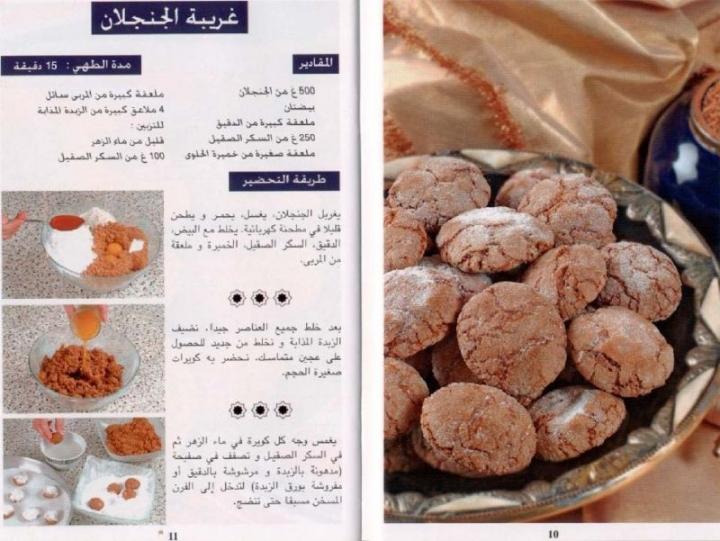 غريبة الجنجلان
المقادير
مدة الطهي : 15 دقيقة
500 غ من الجنجلان
بيضتان
ملعقة كبيرة من الدقيق
250 غ من السكر الصقيل
ملعقة صغيرة من خميرة الحلوى
ملعقة كبيرة من المربى سائل
4 ملاعق كبيرة من الزبدة المذابة
للتزيين :
قليل من ماء الزهر
100 غ من السكر الصقيل
طريقة التحضير
يغربل الجنجلان، يغسل، يحمر و يطحن
قليلا في مطحنة كهربائية. يخلط مع البيض،
الدقيق، السكر الصقيل، الخميرة و ملعقة
من المربى.
بعد خلط جميع العناصر جيدا، نضيف
الزبدة المذابة و نخلط من جديد للحصول
على عجين متماسك. نحضر به كويرات
صغيرة الحجم.
يغمس وجه كل كويرة في ماء الزهر ثم
في السكر الصقيل و تصفف في صفيحة
(مدهونة بالزبدة و مرشوشة بالدقيق أو
مفروشة بورق الزبدة) لتدخل إلى الفرن
المسخن مسبقا حتى تنضج.
11
10